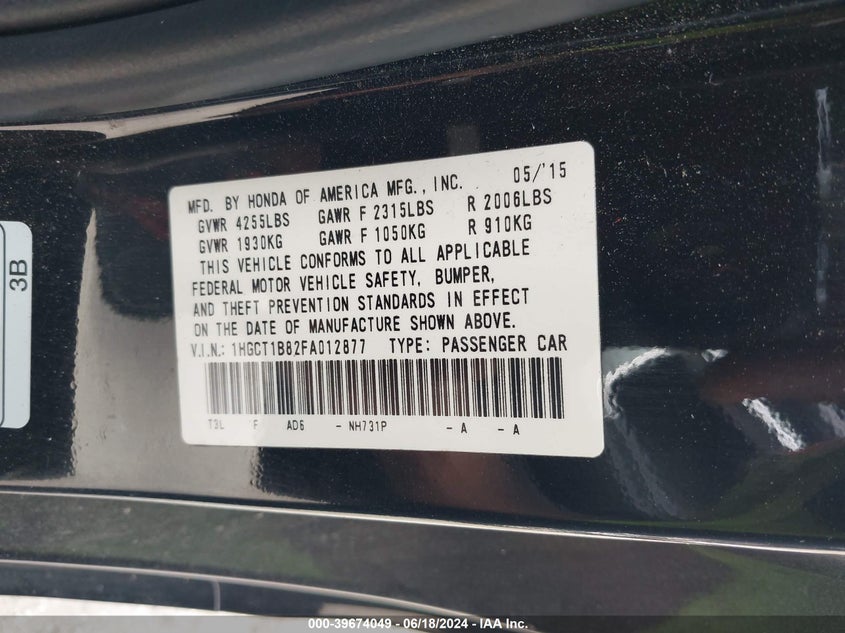 MFD. BY HONDA OF AMERICA MFG., INC. 05/'15
GVWR 4255LBS GAWR F 2315LBS R 2006LBS
GVWR 1930KG GAWR F 1050KG R 910KG
THIS VEHICLE CONFORMS TO ALL APPLICABLE
FEDERAL MOTOR VEHICLE SAFETY, BUMPER,
AND THEFT PREVENTION STANDARDS IN EFFECT
ON THE DATE OF MANUFACTURE SHOWN ABOVE.
V.I.N.: 1HGCT1B82FA012877 TYPE: PASSENGER CAR
T3L F AD6 - NH731P - A - A
3B
000-39674049 - 06/18/2024 - IAA Inc.